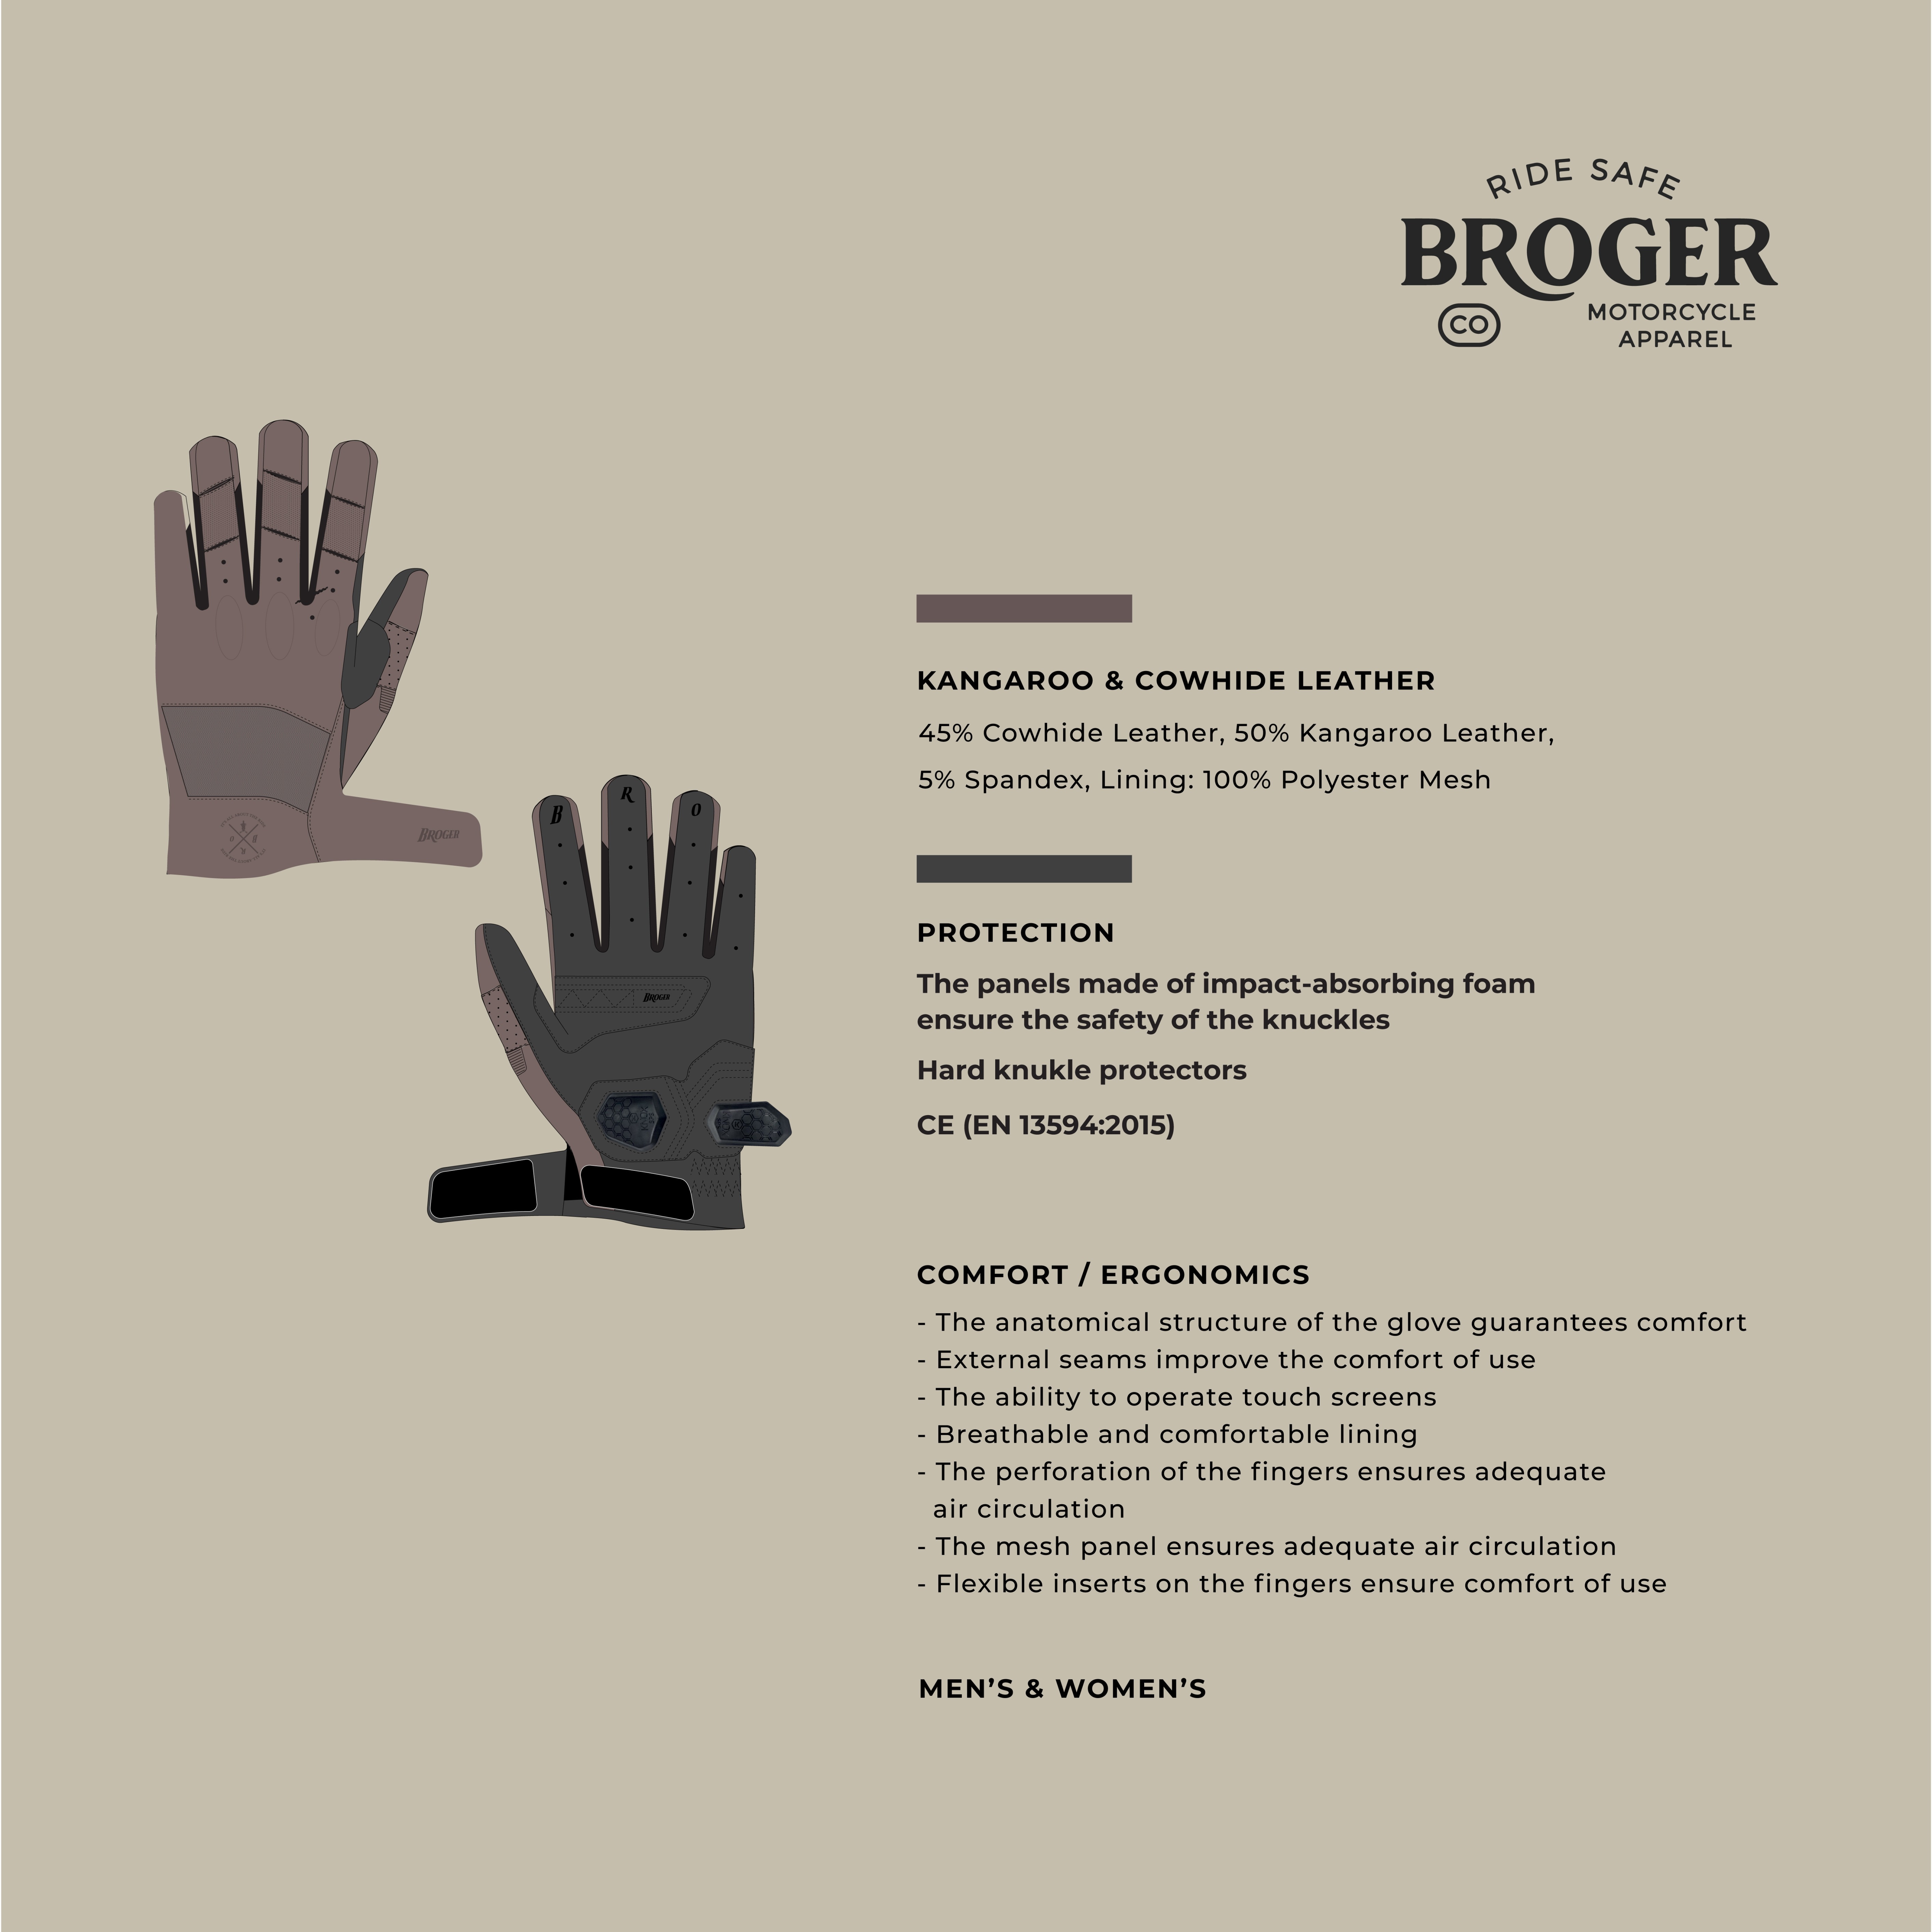 RIDE SAFE
BROGER
CO
MOTORCYCLE
APPAREL
BROGER
B R O
BROGER
KANGAROO & COWHIDE LEATHER
45% Cowhide Leather, 50% Kangaroo Leather,
5% Spandex, Lining: 100% Polyester Mesh
PROTECTION
The panels made of impact-absorbing foam
ensure the safety of the knuckles
Hard knukle protectors
CE (EN 13594:2015)
COMFORT / ERGONOMICS
- The anatomical structure of the glove guarantees comfort
- External seams improve the comfort of use
- The ability to operate touch screens
- Breathable and comfortable lining
- The perforation of the fingers ensures adequate
air circulation
- The mesh panel ensures adequate air circulation
- Flexible inserts on the fingers ensure comfort of use
MEN’S & WOMEN’S